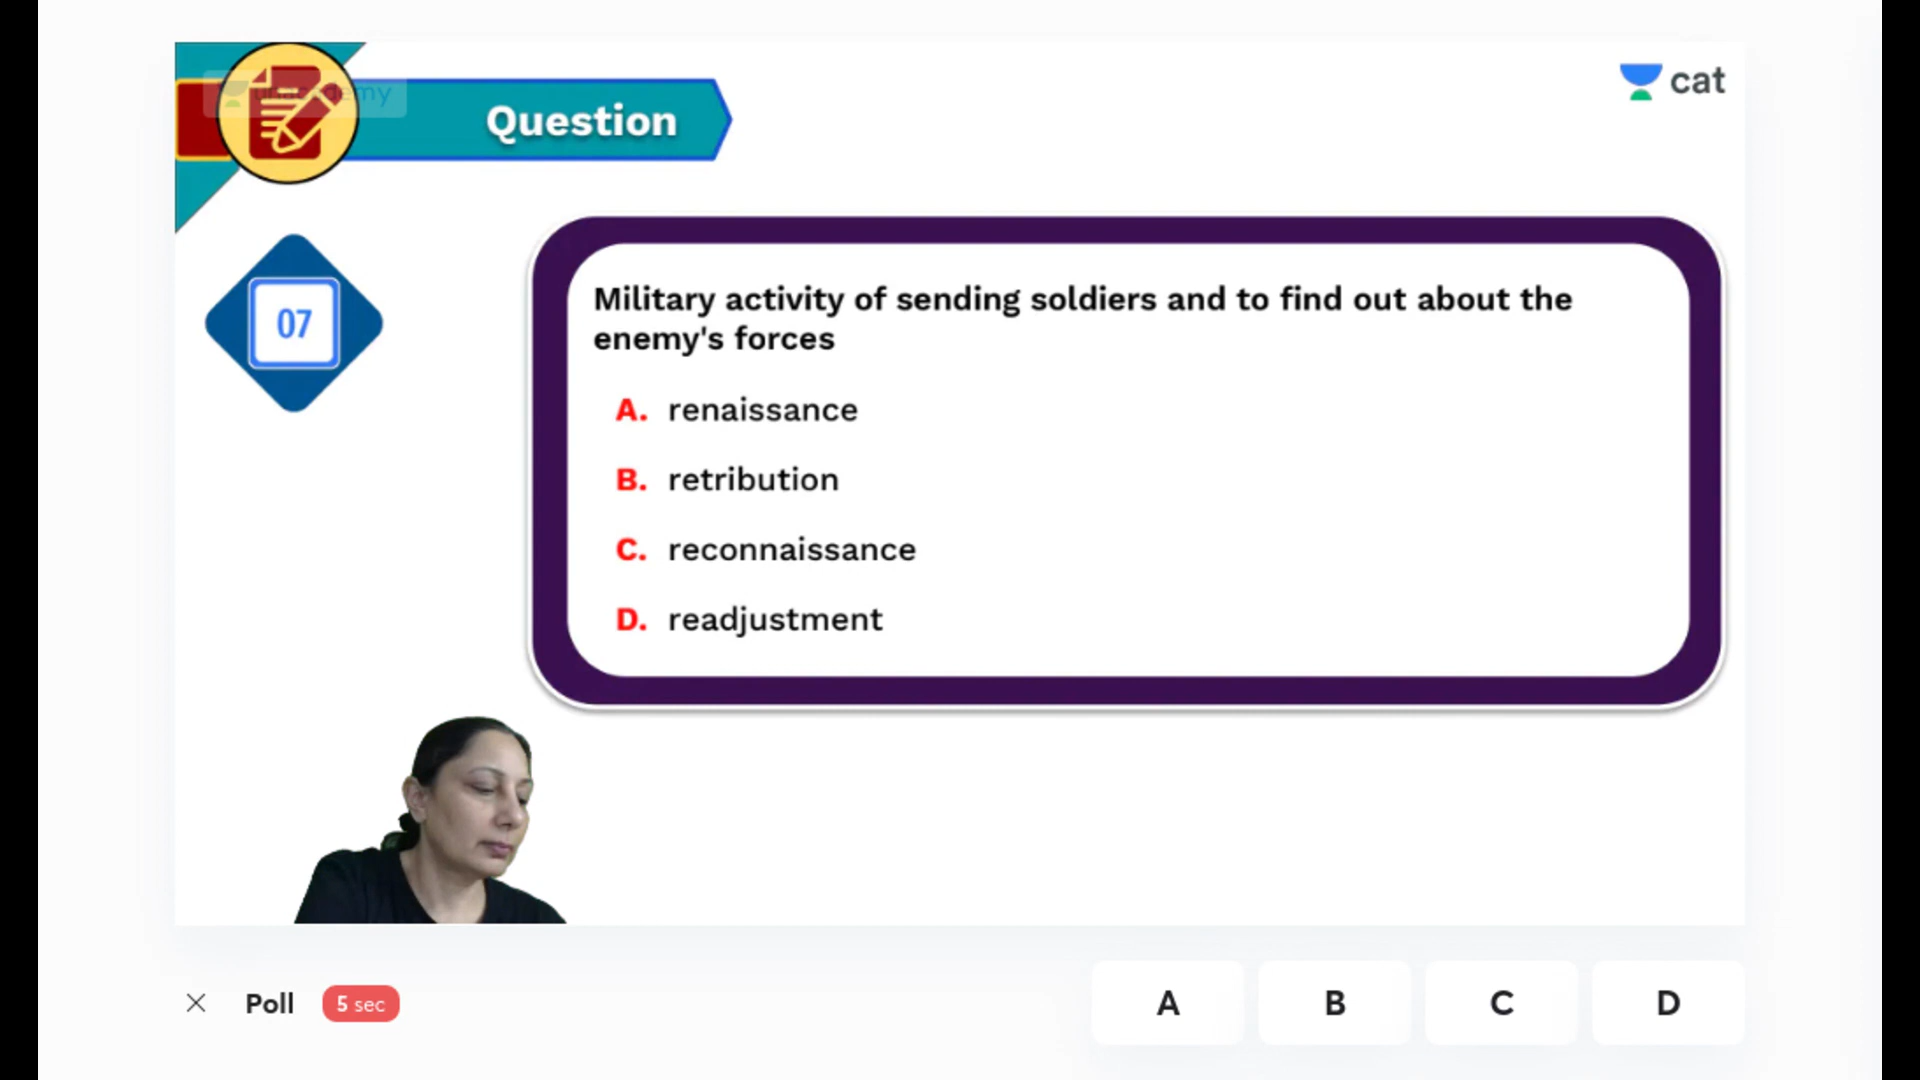 unacademy
Question
cat
07
Military activity of sending soldiers and to find out about the
enemy's forces
A. renaissance
B. retribution
C. reconnaissance
D. readjustment
Poll
5 sec
A
B
C
D